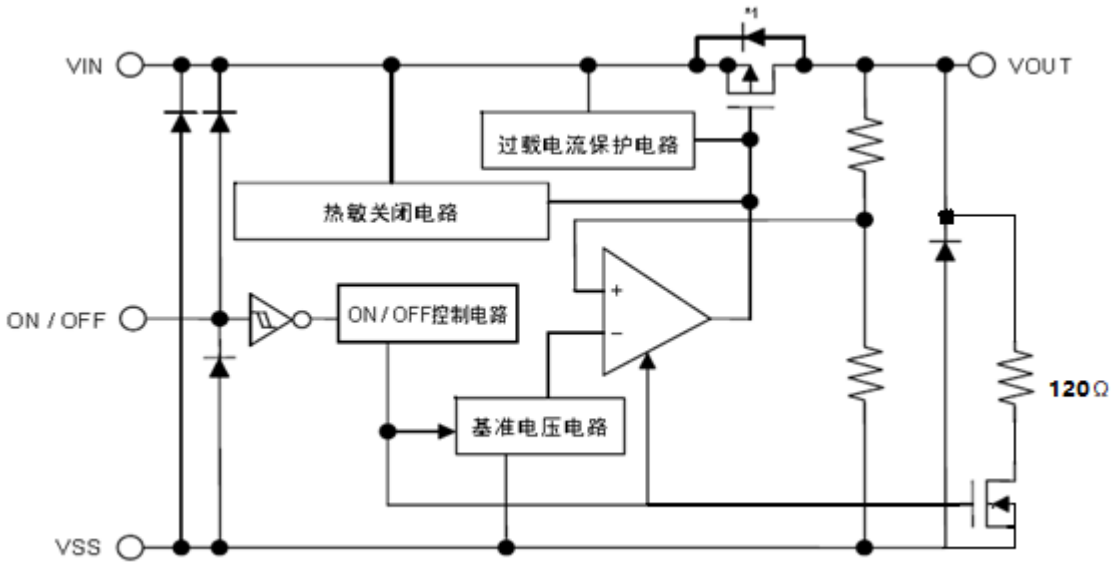 *1
VIN
VOUT
过载电流保护电路
热敏关闭电路
+
ON / OFF
ON / OFF控制电路
−
120Ω
基准电压电路
VSS